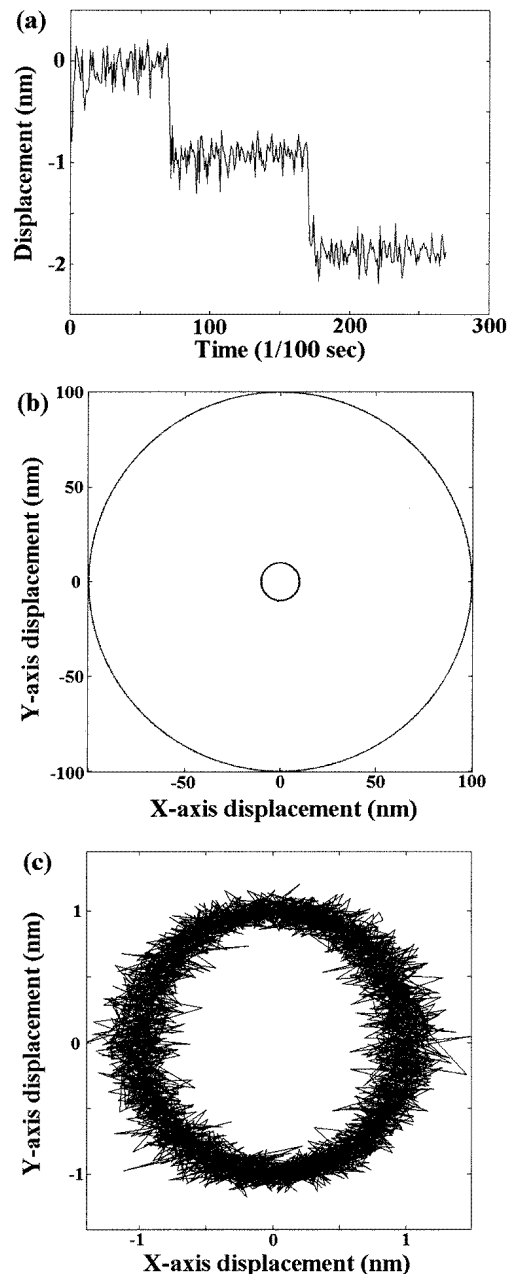 (a)
0
-1
-2
Displacement (nm)
0
100
200
300
Time (1/100 sec)
(b)
100
50
0
-50
-100
Y-axis displacement (nm)
-50
0
50
100
X-axis displacement (nm)
(c)
1
0
-1
Y-axis displacement (nm)
-1
0
1
X-axis displacement (nm)